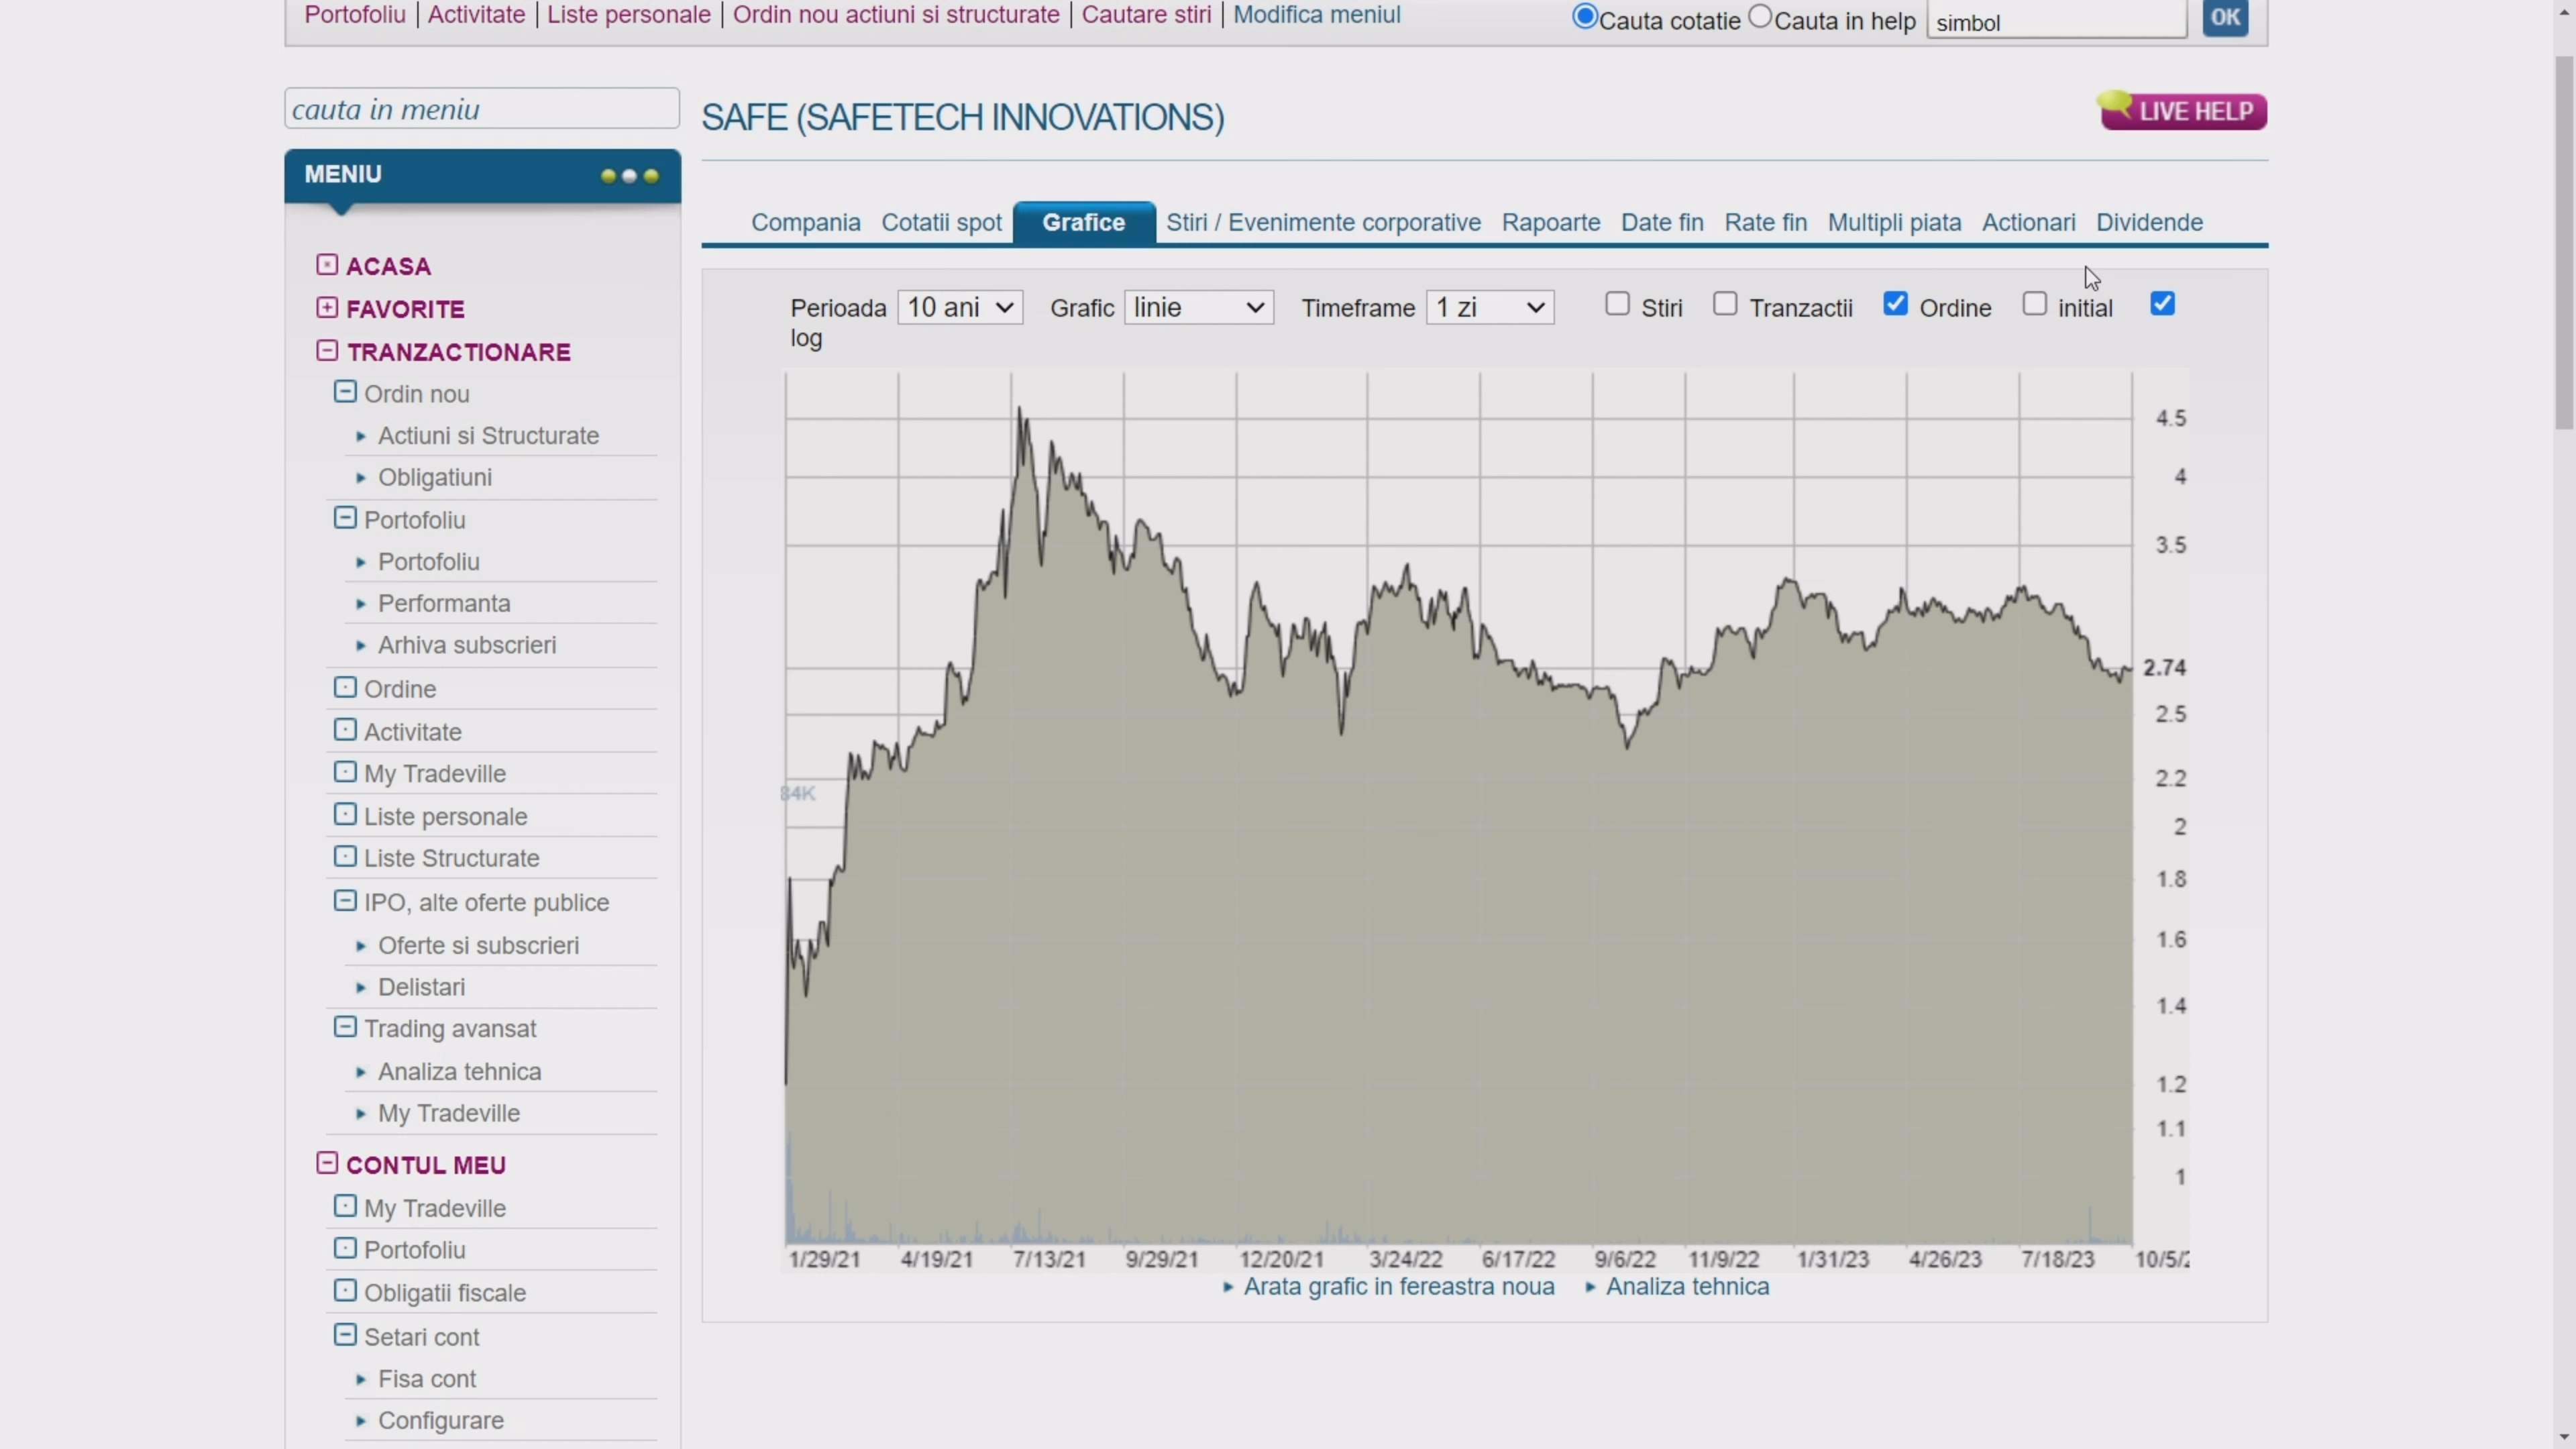 Portofoliu | Activitate | Liste personale | Ordin nou actiuni si structurate | Cautare stiri | Modifica meniul
Cauta cotatie Cauta in help simbol OK
cauta in meniu
MENIU
ACASA
FAVORITE
TRANZACTIONARE
Ordin nou
Actiuni si Structurate
Obligatiuni
Portofoliu
Portofoliu
Performanta
Arhiva subscrieri
Ordine
Activitate
My Tradeville
Liste personale
Liste Structurate
IPO, alte oferte publice
Oferte si subscrieri
Delistari
Trading avansat
Analiza tehnica
My Tradeville
CONTUL MEU
My Tradeville
Portofoliu
Obligatii fiscale
Setari cont
Fisa cont
Configurare
SAFE (SAFETECH INNOVATIONS)
LIVE HELP
Compania Cotatii spot Grafice Stiri / Evenimente corporative Rapoarte Date fin Rate fin Multipli piata Actionari Dividende
Perioada 10 ani Grafic linie Timeframe 1 zi Stiri Tranzactii Ordine initial
log
4.5
4
3.5
2.74
2.5
2.2
84K
2
1.8
1.6
1.4
1.2
1.1
1
1/29/21 4/19/21 7/13/21 9/29/21 12/20/21 3/24/22 6/17/22 9/6/22 11/9/22 1/31/23 4/26/23 7/18/23 10/5/2
Arata grafic in fereastra noua Analiza tehnica